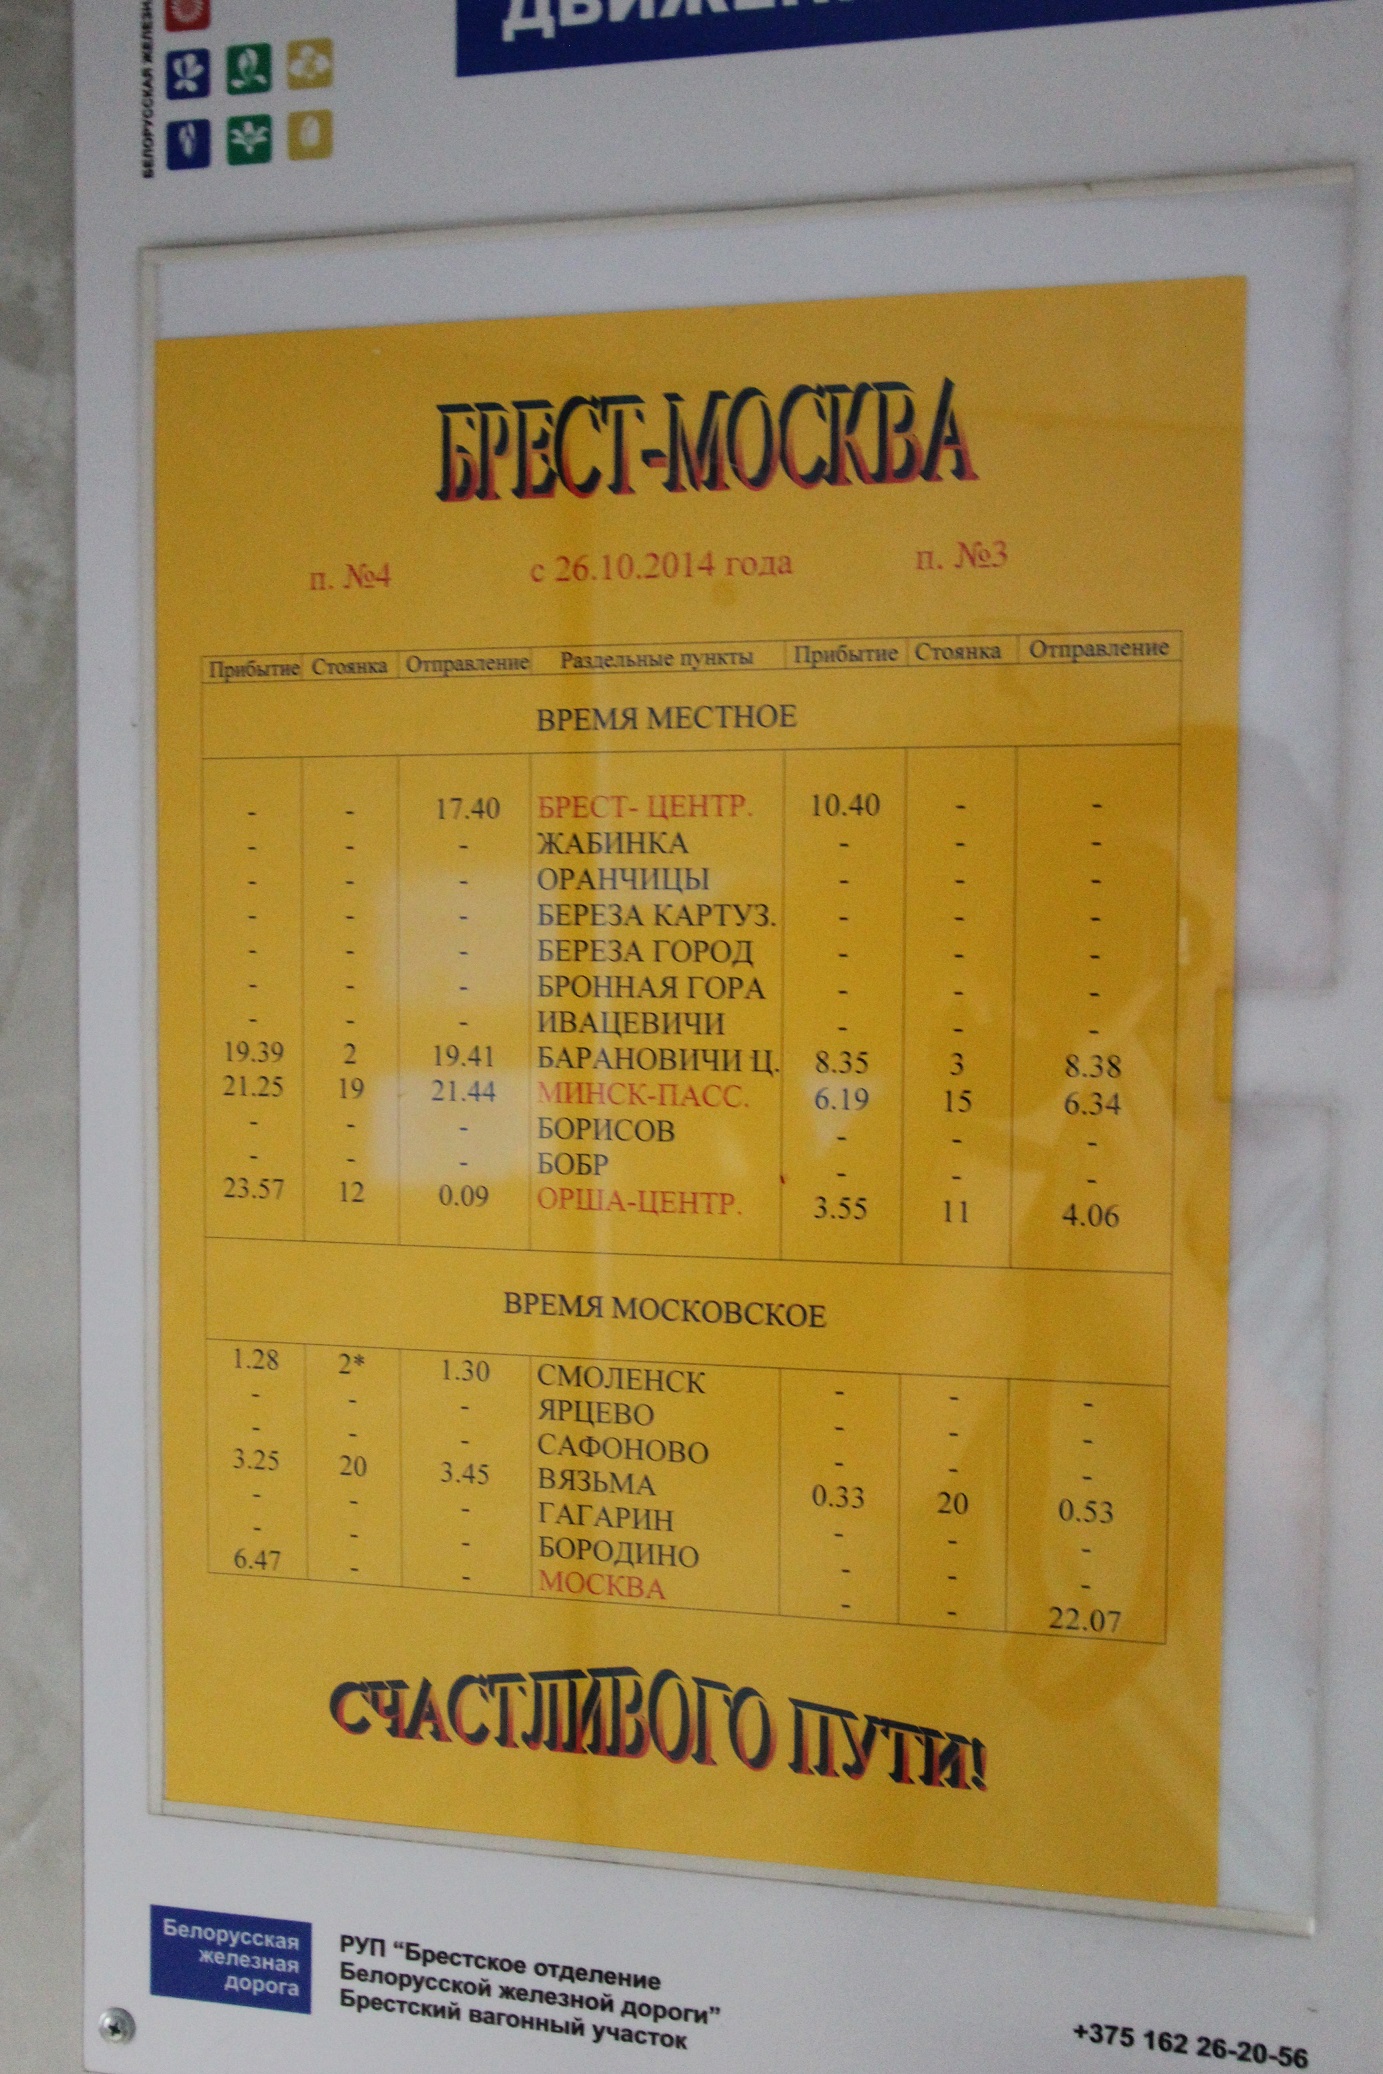 БЕЛОРУССКАЯ
ДВИЖЕН
БРЕСТ-МОСКВА
п. №4 с 26.10.2014 года п. №3
Прибытие Стоянка Отправление Раздельные пункты Прибытие Стоянка Отправление
ВРЕМЯ МЕСТНОЕ
- - 17.40 БРЕСТ- ЦЕНТР. 10.40 - -
- - - ЖАБИНКА - - -
- - - ОРАНЧИЦЫ - - -
- - - БЕРЕЗА КАРТУЗ. - - -
- - - БЕРЕЗА ГОРОД - - -
- - - БРОННАЯ ГОРА - - -
- - - ИВАЦЕВИЧИ - - -
19.39 2 19.41 БАРАНОВИЧИ Ц. 8.35 3 8.38
21.25 19 21.44 МИНСК-ПАСС. 6.19 15 6.34
- - - БОРИСОВ - - -
- - - БОБР - - -
23.57 12 0.09 ОРША-ЦЕНТР. 3.55 11 4.06
ВРЕМЯ МОСКОВСКОЕ
1.28 2* 1.30 СМОЛЕНСК - - -
- - - ЯРЦЕВО - - -
- - - САФОНОВО - - -
3.25 20 3.45 ВЯЗЬМА 0.33 20 0.53
- - - ГАГАРИН - - -
- - - БОРОДИНО - - -
6.47 - - МОСКВА - - 22.07
СЧАСТЛИВОГО ПУТИ!
Белорусская
железная
дорога
РУП “Брестское отделение
Белорусской железной дороги”
Брестский вагонный участок
+375 162 26-20-56